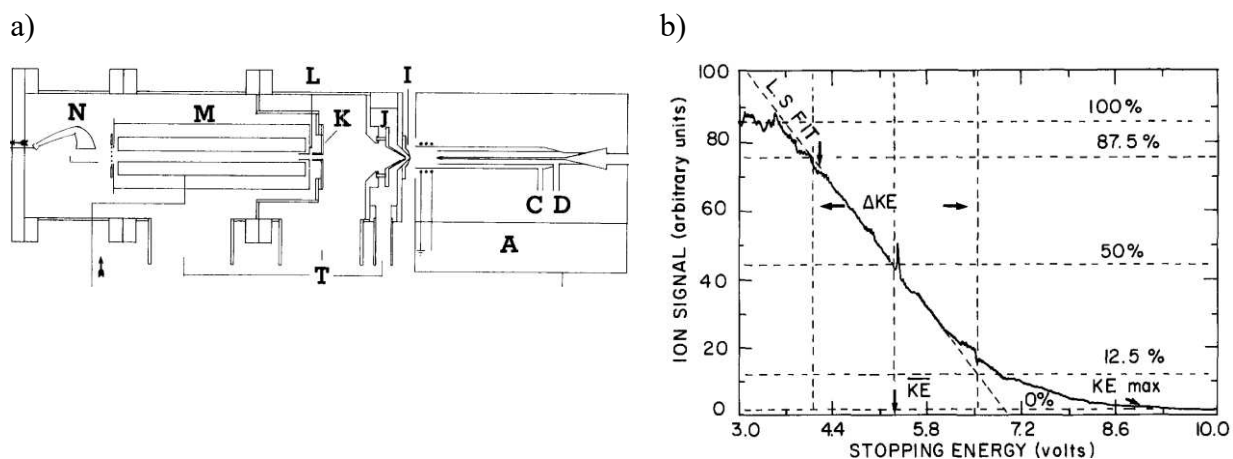 a)
L
I
N
M
K
J
C
D
A
T
b)
ION SIGNAL (arbitrary units)
100
80
60
40
20
0
L S FIT
100%
87.5 %
ΔKE
50%
12.5 %
KE
KE max
0%
3.0
4.4
5.8
7.2
8.6
10.0
STOPPING ENERGY (volts)